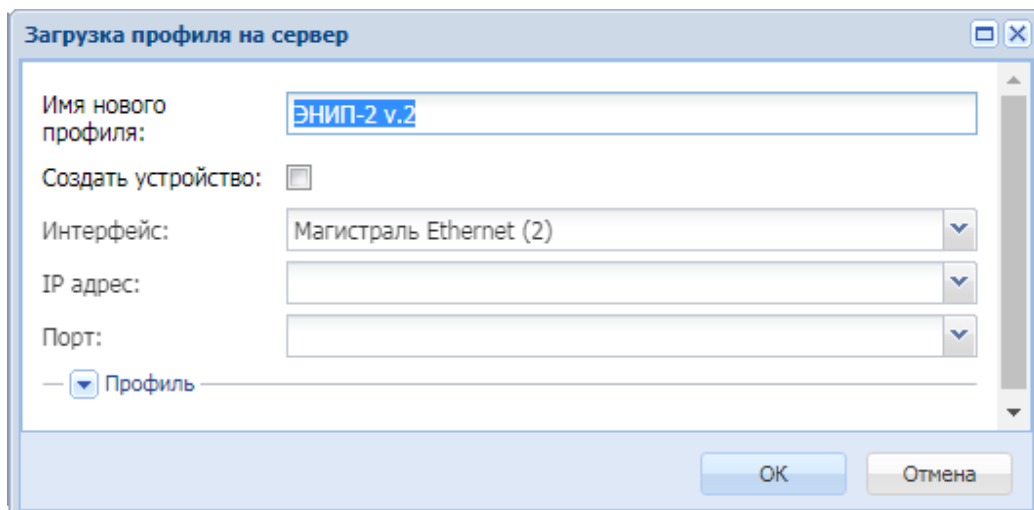 Загрузка профиля на сервер
Имя нового
профиля:
ЭНИП-2 v.2
Создать устройство:
Интерфейс:
Магистраль Ethernet (2)
IP адрес:
Порт:
Профиль
OK
Отмена